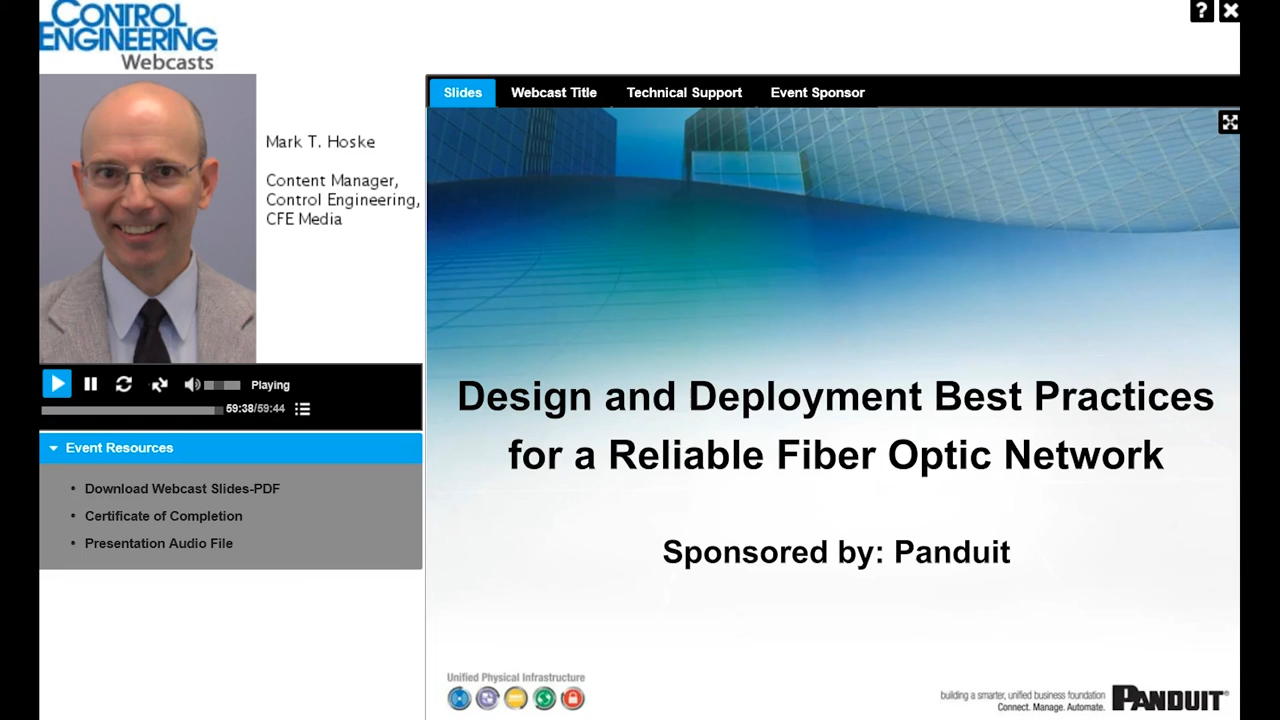 CONTROL
ENGINEERING
Webcasts
?
Mark T. Hoske
Content Manager,
Control Engineering,
CFE Media
Playing
59:38/59:44
Event Resources
• Download Webcast Slides-PDF
• Certificate of Completion
• Presentation Audio File
Slides Webcast Title Technical Support Event Sponsor
Design and Deployment Best Practices
for a Reliable Fiber Optic Network
Sponsored by: Panduit
Unified Physical Infrastructure
building a smarter, unified business foundation
Connect. Manage. Automate.
PANDUIT